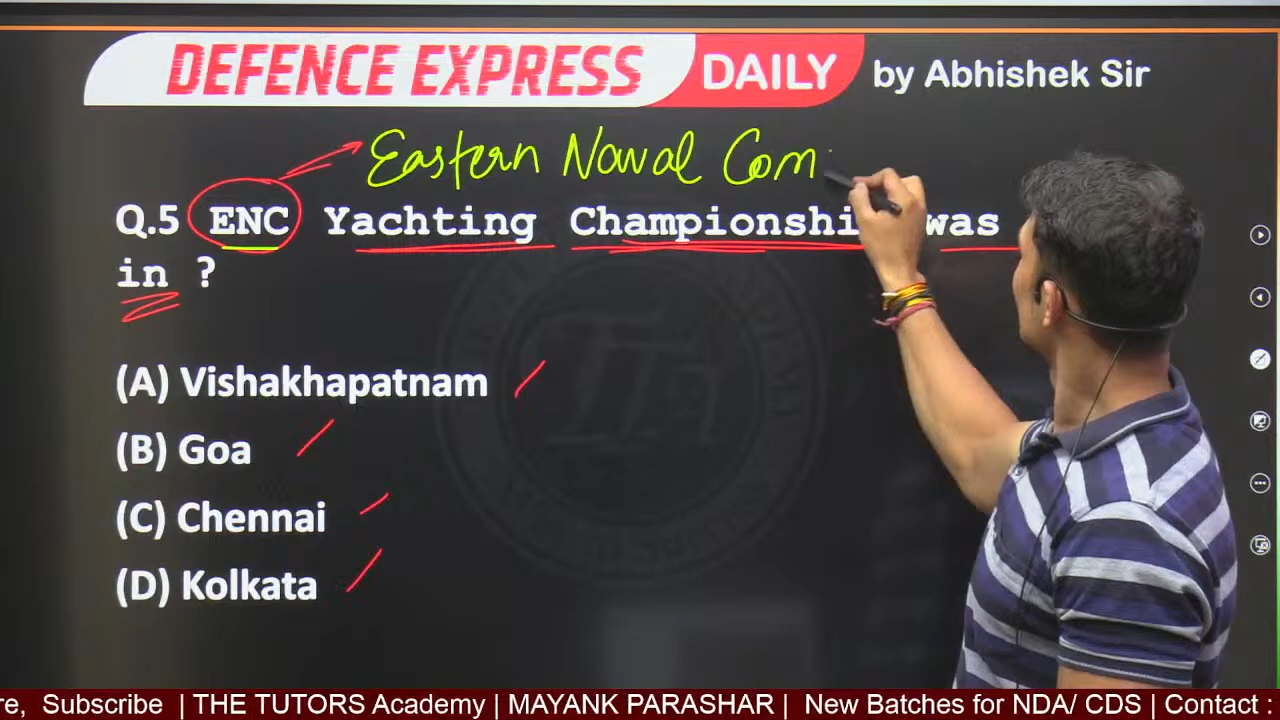 DEFENCE EXPRESS DAILY by Abhishek Sir
Eastern Naval Com
Q.5 ENC Yachting Championshi was
in ?
(A) Vishakhapatnam
(B) Goa
(C) Chennai
(D) Kolkata
re, Subscribe | THE TUTORS Academy | MAYANK PARASHAR | New Batches for NDA/ CDS | Contact :